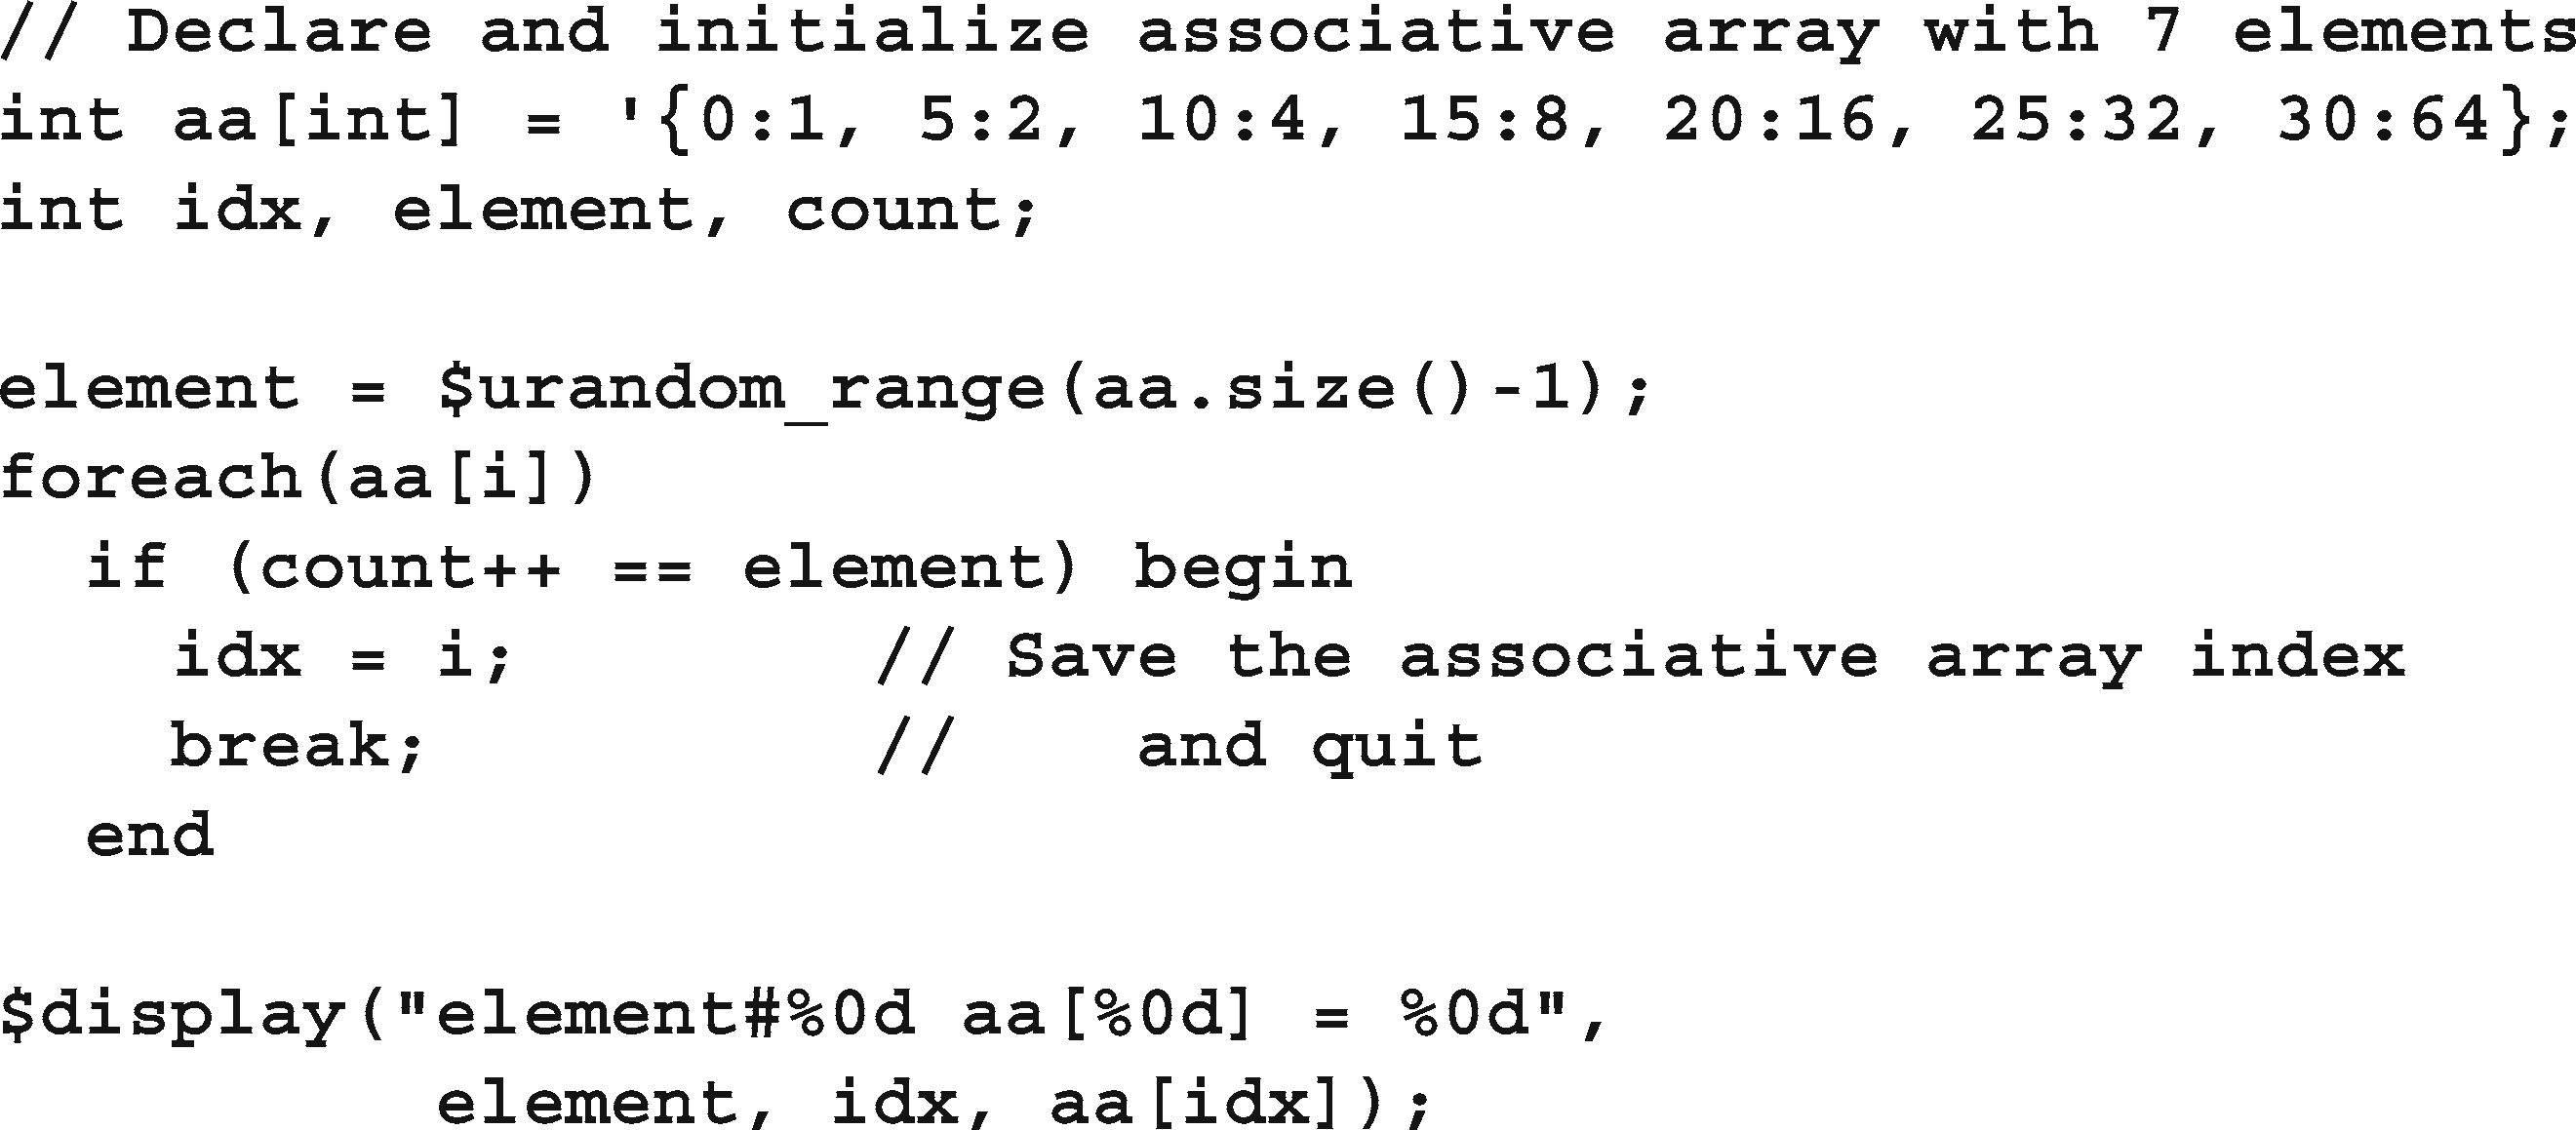 // Declare and initialize associative array with 7 elements
int aa[int] = '{0:1, 5:2, 10:4, 15:8, 20:16, 25:32, 30:64};
int idx, element, count;

element = $urandom_range(aa.size()-1);
foreach(aa[i])
  if (count++ == element) begin
    idx = i;        // Save the associative array index
    break;          //    and quit
  end

$display("element#%0d aa[%0d] = %0d",
          element, idx, aa[idx]);